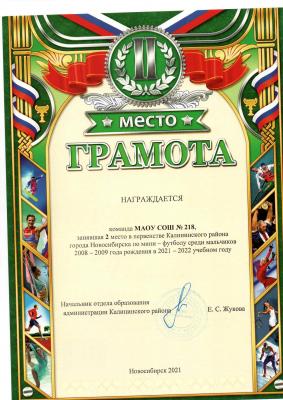 II
МЕСТО
ГРАМОТА
НАГРАЖДАЕТСЯ
команда МАОУ СОШ № 218,
занявшая 2 место в первенстве Калининского района
города Новосибирска по мини – футболу среди мальчиков
2008 – 2009 года рождения в 2021 – 2022 учебном году
Начальник отдела образования
администрации Калининского района Е. С. Жукова
Новосибирск 2021